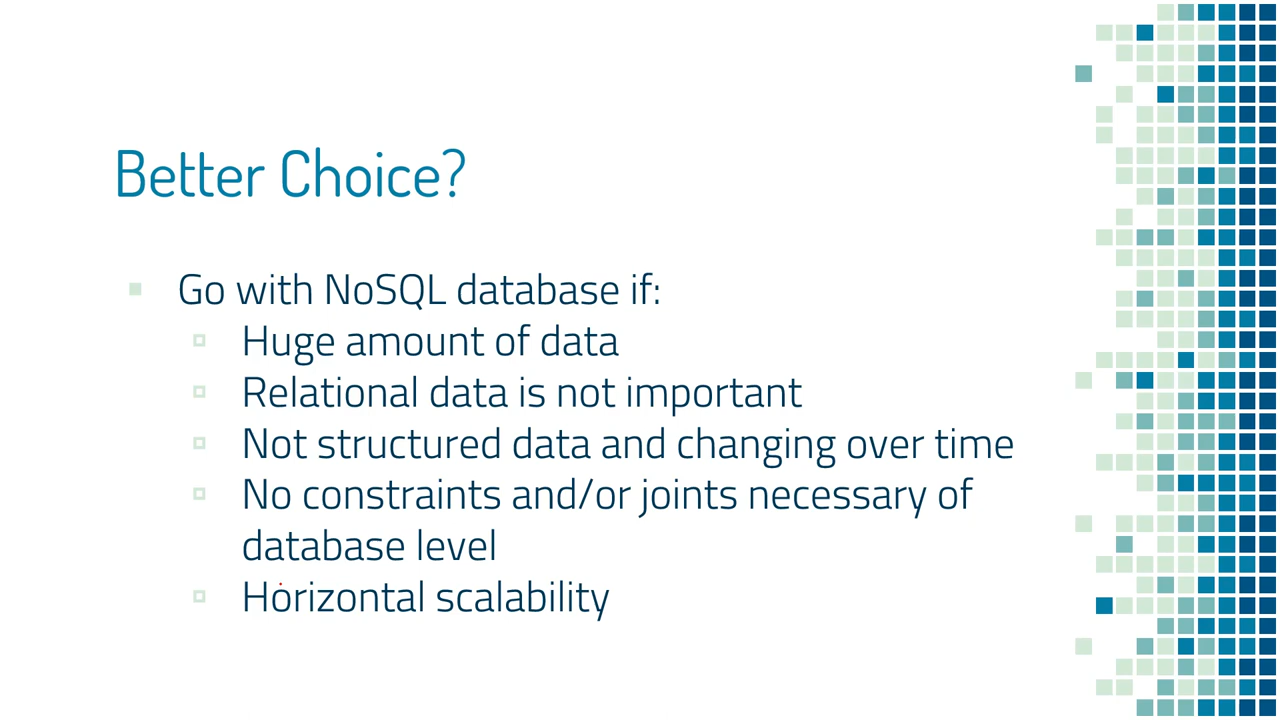 Better Choice?
Go with NoSQL database if:
Huge amount of data
Relational data is not important
Not structured data and changing over time
No constraints and/or joints necessary of
database level
Horizontal scalability